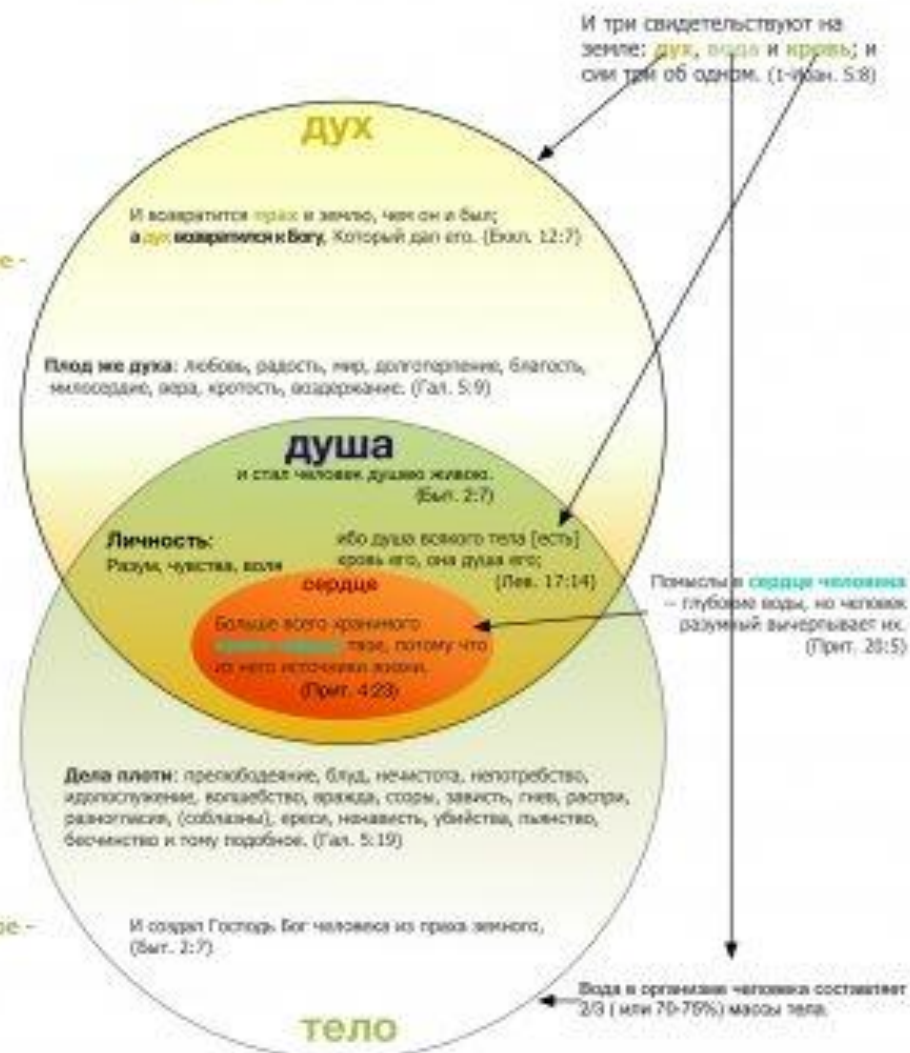 И три свидетельствуют на
земле: дух, вода и кровь; и
сии три об одном. (1-Иоан. 5:8)
дух
И возвратится прах в землю, чем он и был;
а дух возвратился к Богу, Который дал его. (Еккл. 12:7)
е -
Плод же духа: любовь, радость, мир, долготерпение, благость,
милосердие, вера, кротость, воздержание. (Гал. 5:9)
душа
и стал человек душею живою.
(Быт. 2:7)
Личность:
Разум, чувства, воля
ибо душа всякого тела [есть]
кровь его, она душа его;
(Лев. 17:14)
сердце
Больше всего хранимого
твое, потому что
из него источники жизни.
(Прит. 4:23)
Помыслы в сердце человека
– глубокие воды, но человек
разумный вычерпывает их.
(Прит. 20:5)
Дела плоти: прелюбодеяние, блуд, нечистота, непотребство,
идолослужение, волшебство, вражда, ссоры, зависть, гнев, распри,
разногласия, (соблазны), ереси, ненависть, убийства, пьянство,
бесчинство и тому подобное. (Гал. 5:19)
ое -
И создал Господь Бог человека из праха земного,
(Быт. 2:7)
Вода в организме человека составляет
2/3 ( или 70-75%) массы тела.
тело